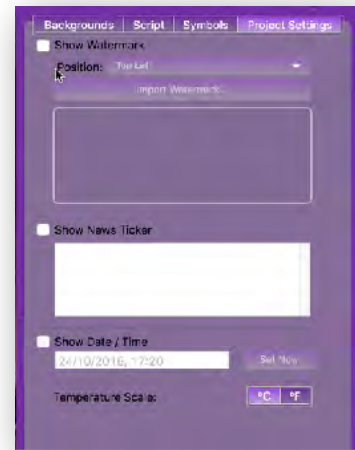 Backgrounds Script Symbols Project Settings
Show Watermark
Position: Top Left
Import Watermark...
Show News Ticker
Show Date / Time
24/10/2016, 17:20 Set Now
Temperature Scale: °C °F